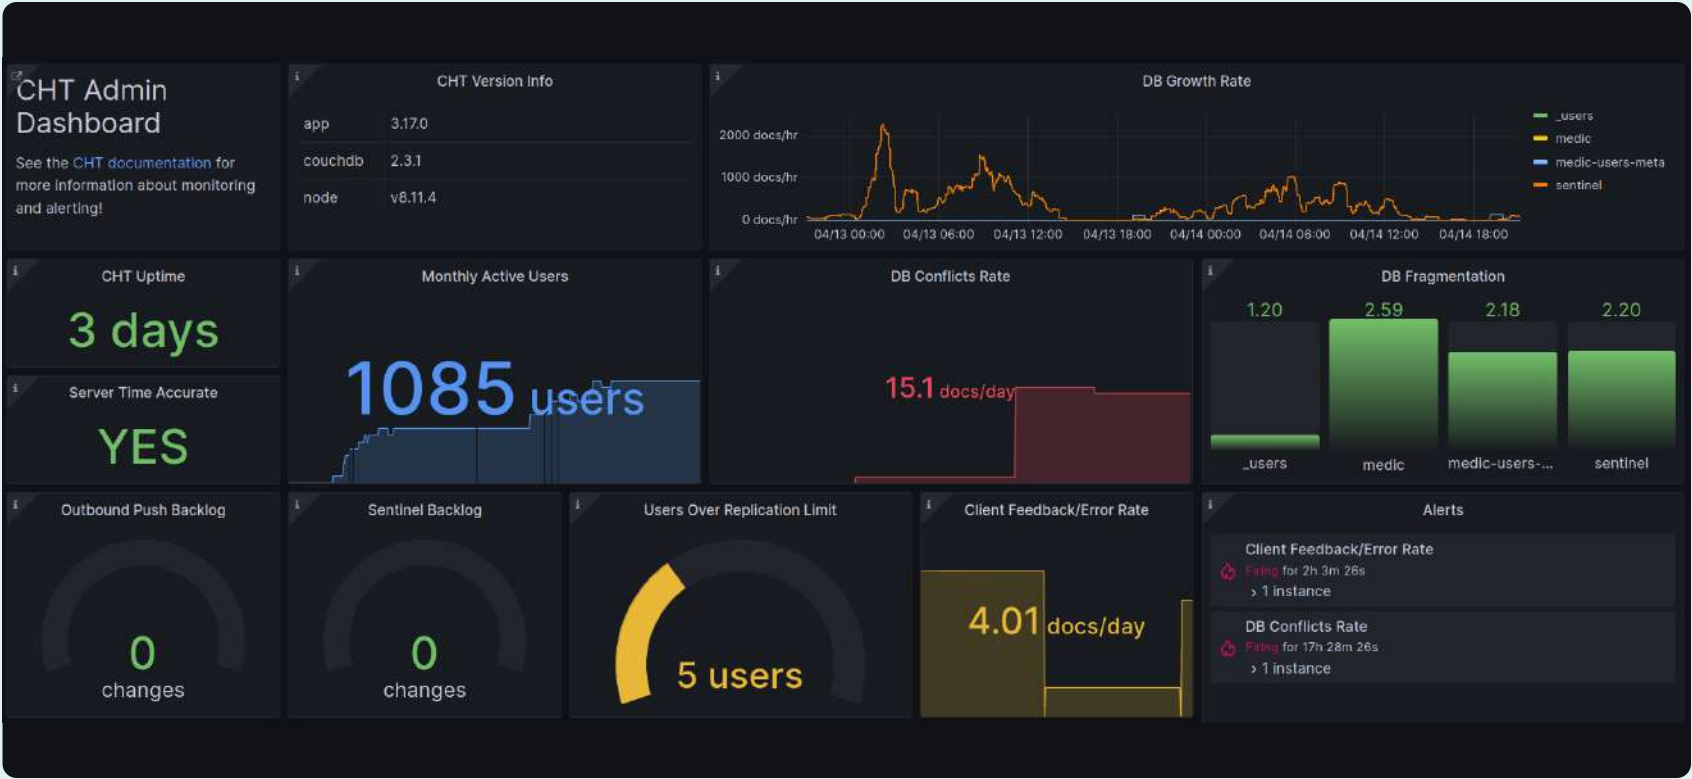 CHT Admin
Dashboard
See the CHT documentation for
more information about monitoring
and alerting!
CHT Version Info
app 3.17.0
couchdb 2.3.1
node v8.11.4
DB Growth Rate
2000 docs/hr
1000 docs/hr
0 docs/hr
04/13 00:00 04/13 06:00 04/13 12:00 04/13 18:00 04/14 00:00 04/14 06:00 04/14 12:00 04/14 18:00
_users
medic
medic-users-meta
sentinel
CHT Uptime
3 days
Server Time Accurate
YES
Monthly Active Users
1085 users
DB Conflicts Rate
15.1 docs/day
DB Fragmentation
1.20 2.59 2.18 2.20
_users medic medic-users-... sentinel
Outbound Push Backlog
0
changes
Sentinel Backlog
0
changes
Users Over Replication Limit
5 users
Client Feedback/Error Rate
4.01 docs/day
Alerts
Client Feedback/Error Rate
Firing for 2h 3m 26s
› 1 instance
DB Conflicts Rate
Firing for 17h 28m 26s
› 1 instance